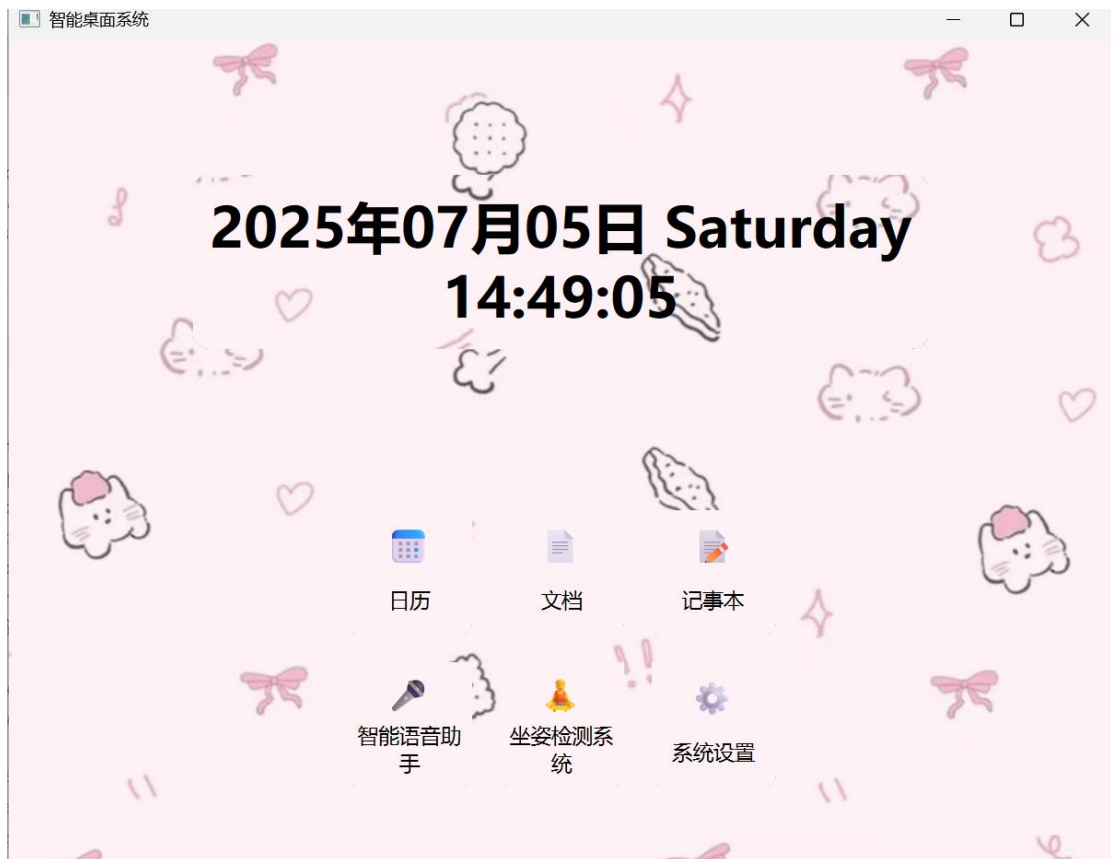 智能桌面系统
2025年07月05日 Saturday
14:49:05
日历
文档
记事本
智能语音助
手
坐姿检测系
统
系统设置